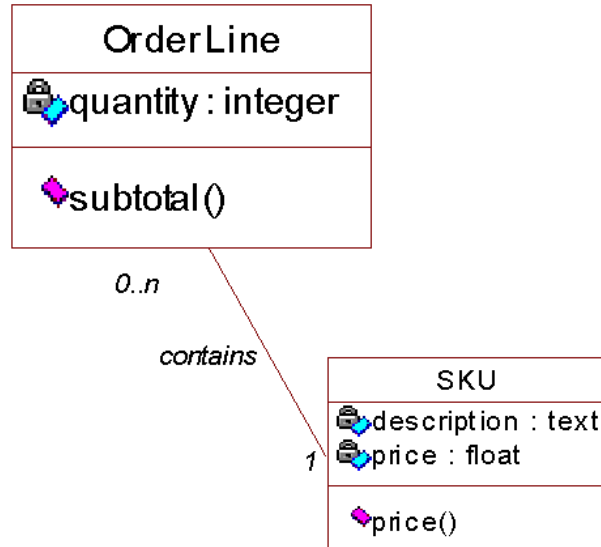 OrderLine
quantity : integer
subtotal()
0..n
contains
1
SKU
description : text
price : float
price()